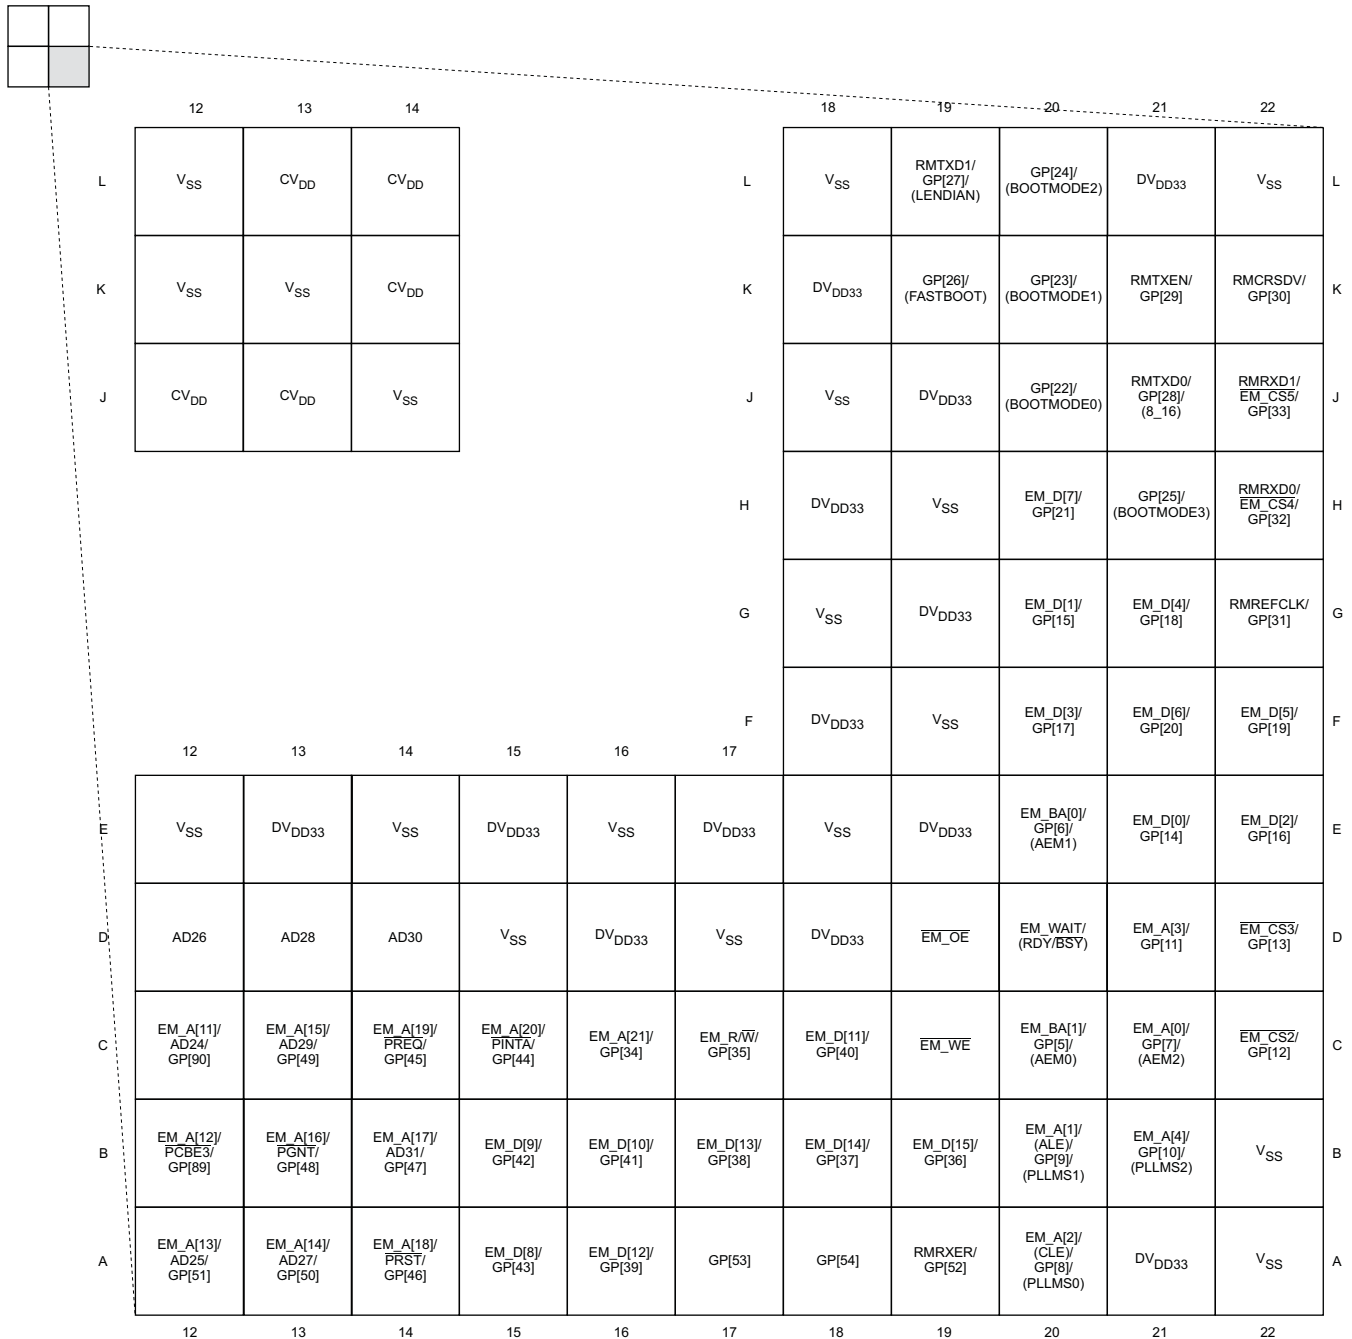 12 13 14 18 19 20 21 22
L VSS CVDD CVDD L VSS RMTXD1/ GP[27]/ (LENDIAN) GP[24]/ (BOOTMODE2) DVDD33 VSS L
K VSS VSS CVDD K DVDD33 GP[26]/ (FASTBOOT) GP[23]/ (BOOTMODE1) RMTXEN/ GP[29] RMCRSDV/ GP[30] K
J CVDD CVDD VSS J VSS DVDD33 GP[22]/ (BOOTMODE0) RMTXD0/ GP[28]/ (8_16) RMRXD1/ EM_CS5/ GP[33] J
H DVDD33 VSS EM_D[7]/ GP[21] GP[25]/ (BOOTMODE3) RMRXD0/ EM_CS4/ GP[32] H
G VSS DVDD33 EM_D[1]/ GP[15] EM_D[4]/ GP[18] RMREFCLK/ GP[31] G
F DVDD33 VSS EM_D[3]/ GP[17] EM_D[6]/ GP[20] EM_D[5]/ GP[19] F
12 13 14 15 16 17
E VSS DVDD33 VSS DVDD33 VSS DVDD33 VSS DVDD33 EM_BA[0]/ GP[6]/ (AEM1) EM_D[0]/ GP[14] EM_D[2]/ GP[16] E
D AD26 AD28 AD30 VSS DVDD33 VSS DVDD33 EM_OE EM_WAIT/ (RDY/BSY) EM_A[3]/ GP[11] EM_CS3/ GP[13] D
C EM_A[11]/ AD24/ GP[90] EM_A[15]/ AD29/ GP[49] EM_A[19]/ PREQ/ GP[45] EM_A[20]/ PINTA/ GP[44] EM_A[21]/ GP[34] EM_R/W/ GP[35] EM_D[11]/ GP[40] EM_WE EM_BA[1]/ GP[5]/ (AEM0) EM_A[0]/ GP[7]/ (AEM2) EM_CS2/ GP[12] C
B EM_A[12]/ PCBE3/ GP[89] EM_A[16]/ PGNT/ GP[48] EM_A[17]/ AD31/ GP[47] EM_D[9]/ GP[42] EM_D[10]/ GP[41] EM_D[13]/ GP[38] EM_D[14]/ GP[37] EM_D[15]/ GP[36] EM_A[1]/ (ALE)/ GP[9]/ (PLLMS1) EM_A[4]/ GP[10]/ (PLLMS2) VSS B
A EM_A[13]/ AD25/ GP[51] EM_A[14]/ AD27/ GP[50] EM_A[18]/ PRST/ GP[46] EM_D[8]/ GP[43] EM_D[12]/ GP[39] GP[53] GP[54] RMRXER/ GP[52] EM_A[2]/ (CLE)/ GP[8]/ (PLLMS0) DVDD33 VSS A
12 13 14 15 16 17 18 19 20 21 22